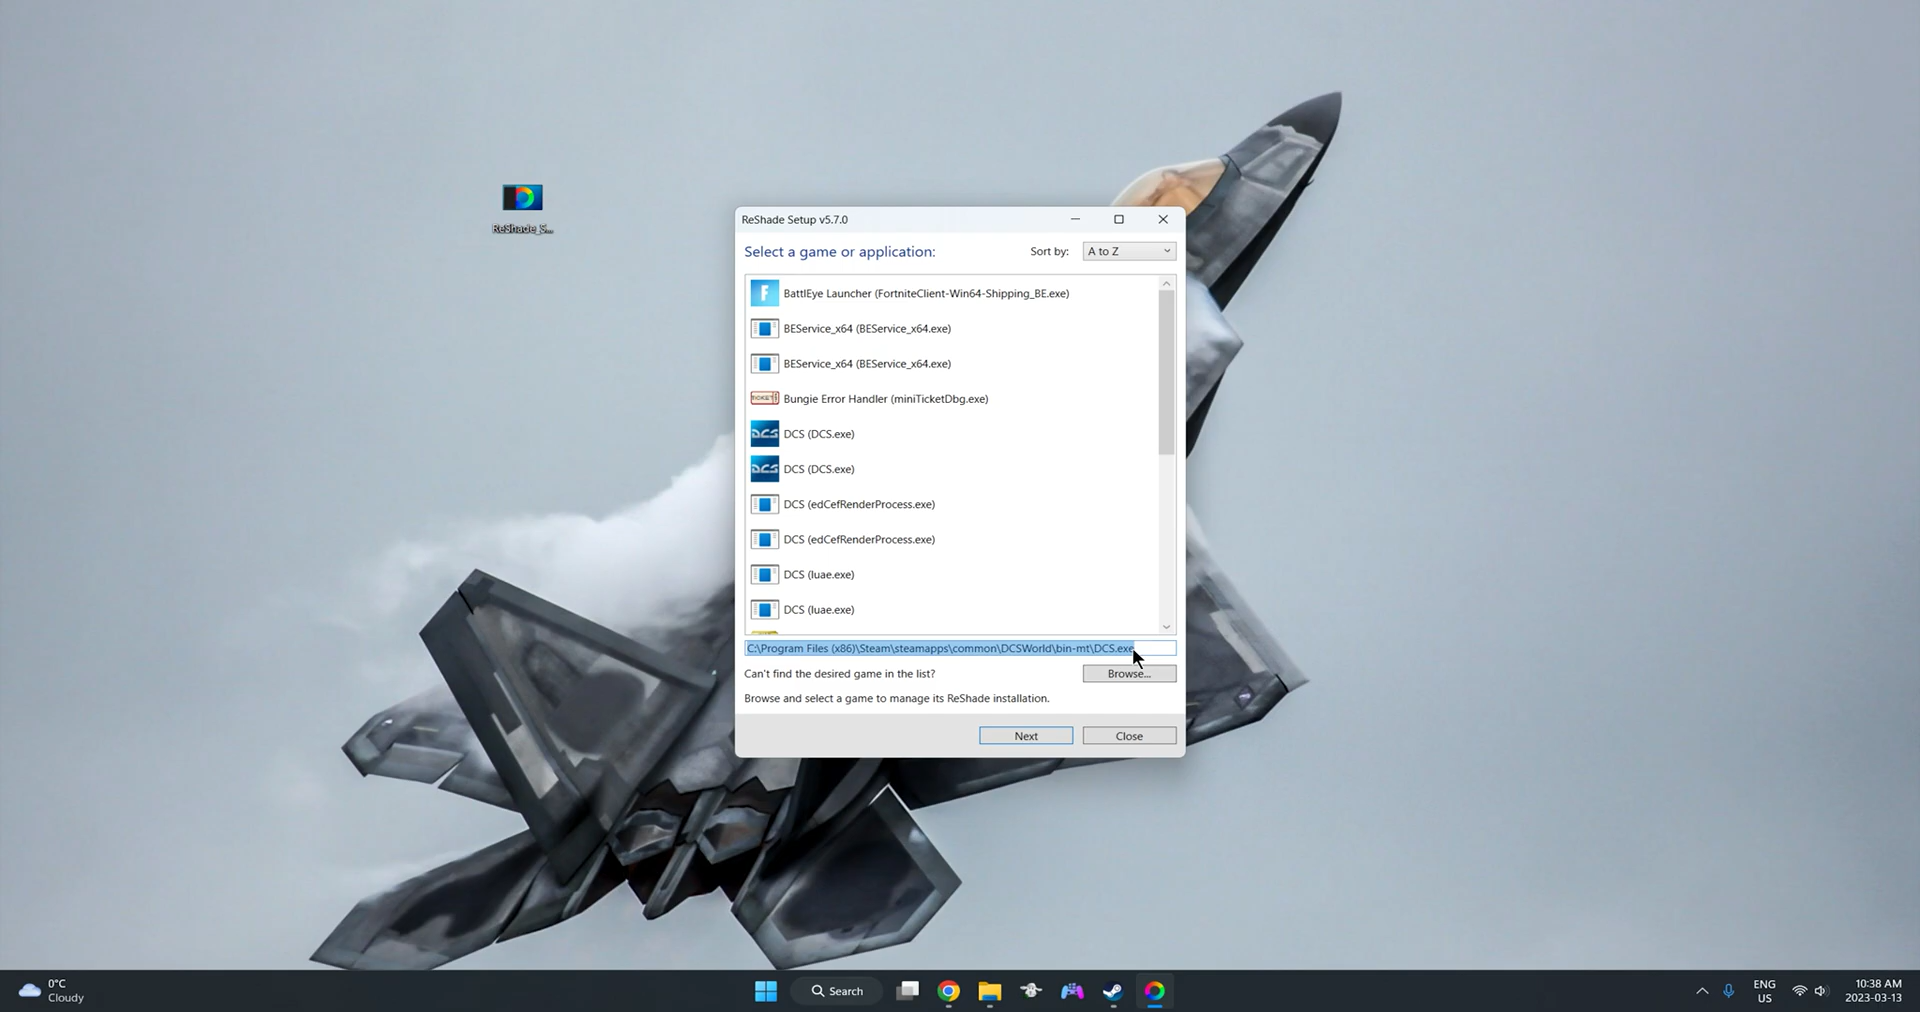 ReShade_S...
ReShade Setup v5.7.0
Select a game or application:
Sort by:
A to Z
BattlEye Launcher (FortniteClient-Win64-Shipping_BE.exe)
BEService_x64 (BEService_x64.exe)
BEService_x64 (BEService_x64.exe)
TICKET
Bungie Error Handler (miniTicketDbg.exe)
DCS
DCS (DCS.exe)
DCS
DCS (DCS.exe)
DCS (edCefRenderProcess.exe)
DCS (edCefRenderProcess.exe)
DCS (luae.exe)
DCS (luae.exe)
C:\Program Files (x86)\Steam\steamapps\common\DCSWorld\bin-mt\DCS.exe
Can't find the desired game in the list?
Browse...
Browse and select a game to manage its ReShade installation.
Next
Close
0°C
Cloudy
Search
ENG
US
10:38 AM
2023-03-13